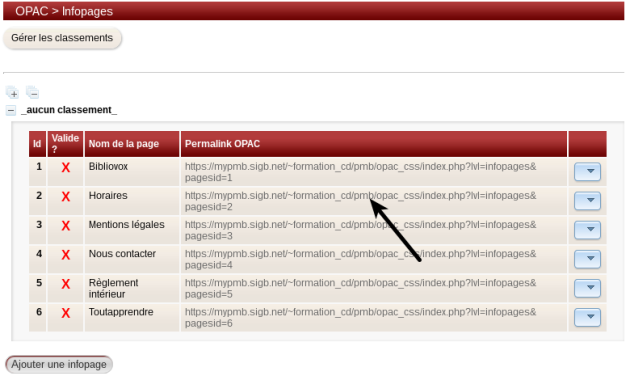 OPAC > Infopages
Gérer les classements
_aucun classement_
Id Valide ? Nom de la page Permalink OPAC
1 X Bibliovox https://mypmb.sigb.net/~formation_cd/pmb/opac_css/index.php?lvl=infopages&
pagesid=1
2 X Horaires https://mypmb.sigb.net/~formation_cd/pmb/opac_css/index.php?lvl=infopages&
pagesid=2
3 X Mentions légales https://mypmb.sigb.net/~formation_cd/pmb/opac_css/index.php?lvl=infopages&
pagesid=3
4 X Nous contacter https://mypmb.sigb.net/~formation_cd/pmb/opac_css/index.php?lvl=infopages&
pagesid=4
5 X Règlement https://mypmb.sigb.net/~formation_cd/pmb/opac_css/index.php?lvl=infopages&
intérieur pagesid=5
6 X Toutapprendre https://mypmb.sigb.net/~formation_cd/pmb/opac_css/index.php?lvl=infopages&
pagesid=6
Ajouter une infopage